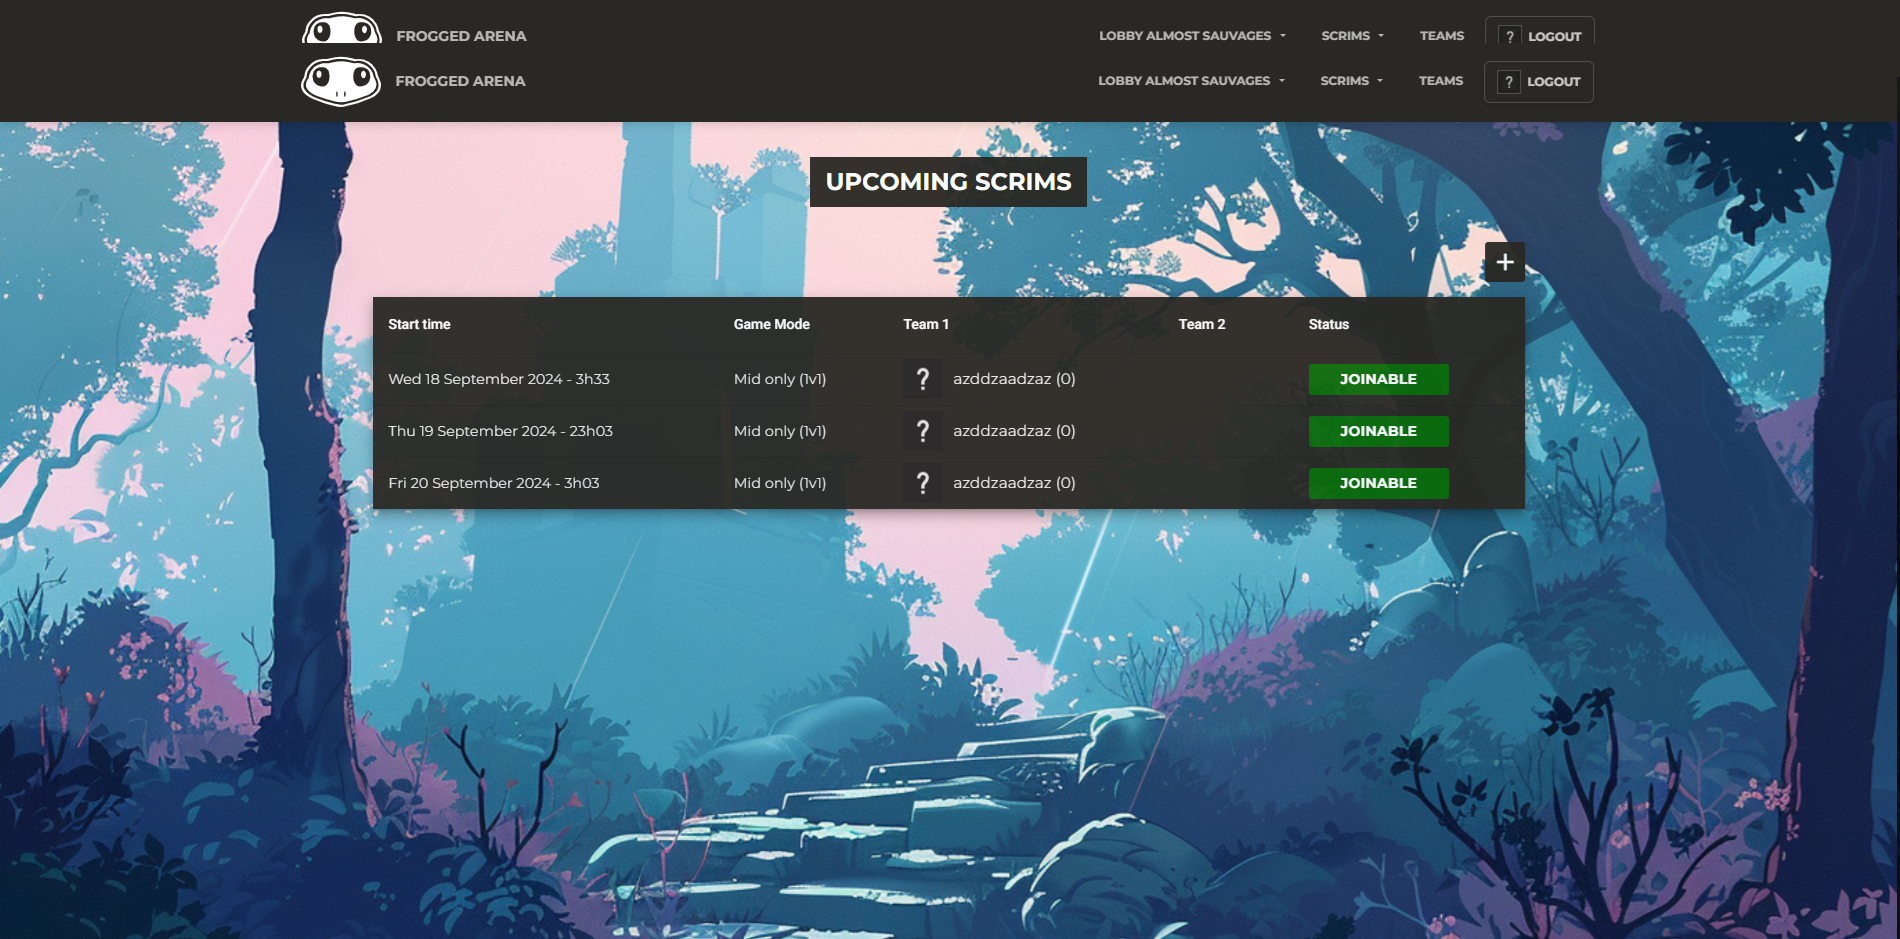 FROGGED ARENA LOBBY ALMOST SAUVAGES SCRIMS TEAMS ? LOGOUT
FROGGED ARENA LOBBY ALMOST SAUVAGES SCRIMS TEAMS ? LOGOUT
UPCOMING SCRIMS
+
Start time Game Mode Team 1 Team 2 Status
Wed 18 September 2024 - 3h33 Mid only (1v1) ? azddzaadzaz (0) JOINABLE
Thu 19 September 2024 - 23h03 Mid only (1v1) ? azddzaadzaz (0) JOINABLE
Fri 20 September 2024 - 3h03 Mid only (1v1) ? azddzaadzaz (0) JOINABLE